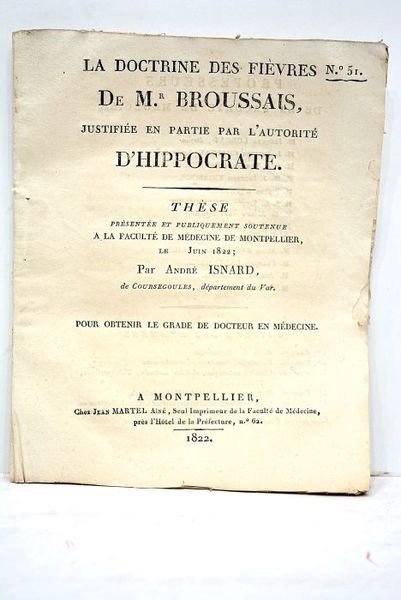 LA DOCTRINE DES FIÈVRES N.º 51.
DE M.R BROUSSAIS,
JUSTIFIÉE EN PARTIE PAR L'AUTORITÉ
D'HIPPOCRATE.
THÈSE
PRÉSENTÉE ET PUBLIQUEMENT SOUTENUE
A LA FACULTÉ DE MÉDECINE DE MONTPELLIER,
LE JUIN 1822;
Par ANDRÉ ISNARD,
de COURSEGOULES, département du Var.
POUR OBTENIR LE GRADE DE DOCTEUR EN MÉDECINE.
A MONTPELLIER,
Chez JEAN MARTEL AÎNÉ, Seul Imprimeur de la Faculté de Médecine,
près l'Hôtel de la Préfecture, n.º 62.
1822.